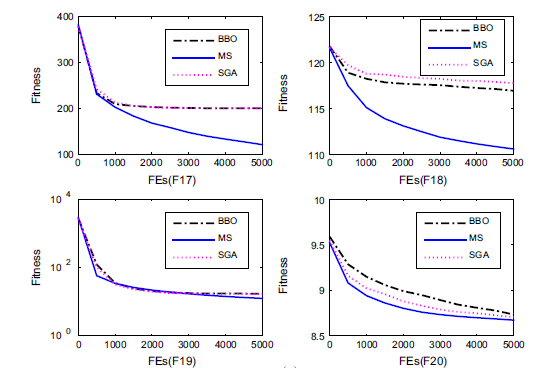 400
300
200
100
Fitness
BBO
MS
SGA
0 1000 2000 3000 4000 5000
FEs(F17)
125
120
115
110
Fitness
BBO
MS
SGA
0 1000 2000 3000 4000 5000
FEs(F18)
10 4
10 2
10 0
Fitness
BBO
MS
SGA
0 1000 2000 3000 4000 5000
FEs(F19)
10
9.5
9
8.5
Fitness
BBO
MS
SGA
0 1000 2000 3000 4000 5000
FEs(F20)